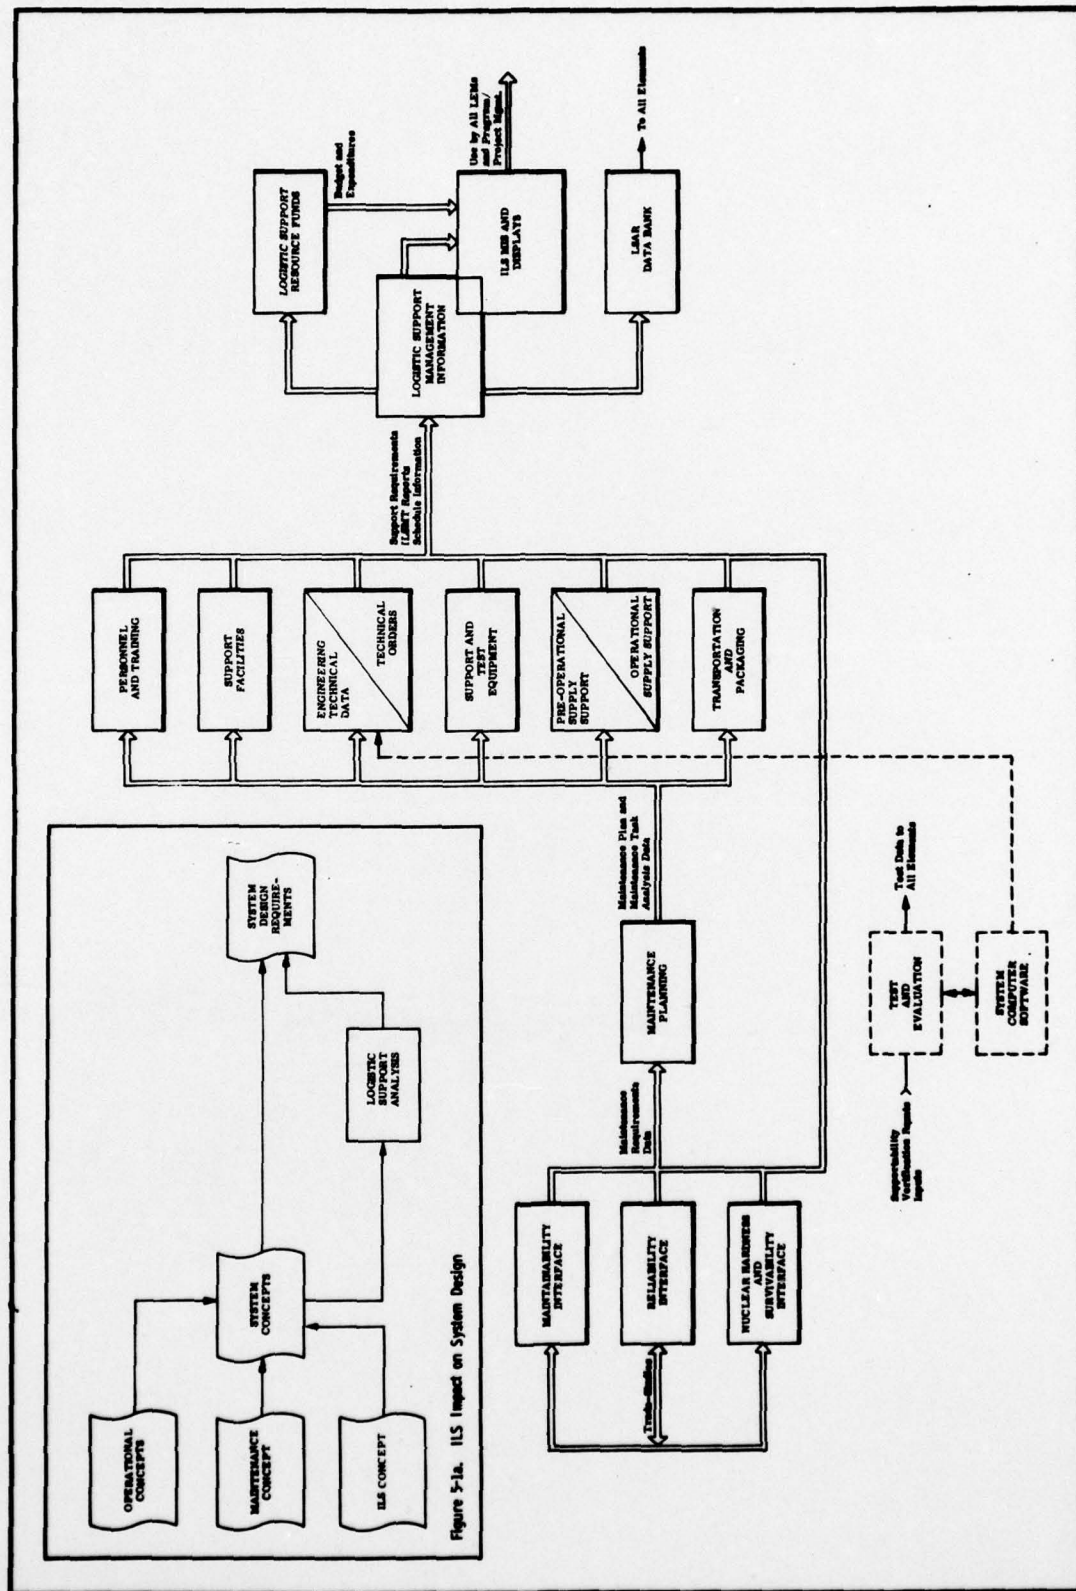 OPERATIONAL
CONCEPTS
MAINTENANCE
CONCEPT
ILS CONCEPT
SYSTEM
CONCEPTS
LOGISTIC
SUPPORT
ANALYSIS
SYSTEM
DESIGN
REQUIRE-
MENTS
Figure 5-1a. ILS Impact on System Design
Trade-Studies
MAINTAINABILITY
INTERFACE
RELIABILITY
INTERFACE
NUCLEAR HARDNESS
AND
SURVIVABILITY
INTERFACE
Maintenance
Requirements
Data
MAINTENANCE
PLANNING
Maintenance Plan and
Maintenance Task
Analysis Data
Supportability
Verification
Inputs
TEST
AND
EVALUATION
Test Data to
All Elements
SYSTEM
COMPUTER
SOFTWARE
PERSONNEL
AND TRAINING
SUPPORT
FACILITIES
ENGINEERING
TECHNICAL
DATA
TECHNICAL
ORDERS
SUPPORT AND
TEST
EQUIPMENT
PRE-OPERATIONAL
SUPPLY
SUPPORT
OPERATIONAL
SUPPLY SUPPORT
TRANSPORTATION
AND
PACKAGING
Support Requirements
ILSMT Reports
Schedule Information
LOGISTIC SUPPORT
MANAGEMENT
INFORMATION
LOGISTIC SUPPORT
RESOURCE FUNDS
Budget and
Expenditures
ILS MIS AND
DISPLAYS
Use by All LEMs
and Program/
Project Mgmt.
LSAR
DATA BANK
To All Elements